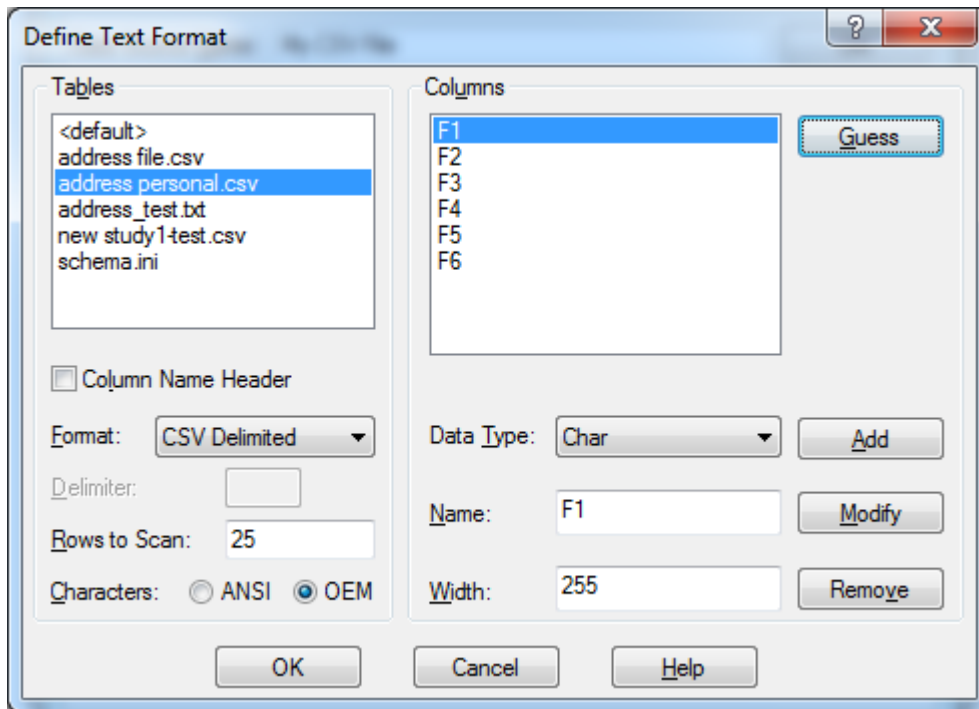 Define Text Format
Tables
<default>
address file.csv
address personal.csv
address_test.txt
new study1-test.csv
schema.ini
Column Name Header
Format: CSV Delimited
Delimiter:
Rows to Scan: 25
Characters: ANSI OEM
Columns
F1
F2
F3
F4
F5
F6
Guess
Data Type: Char
Add
Name: F1
Modify
Width: 255
Remove
OK Cancel Help